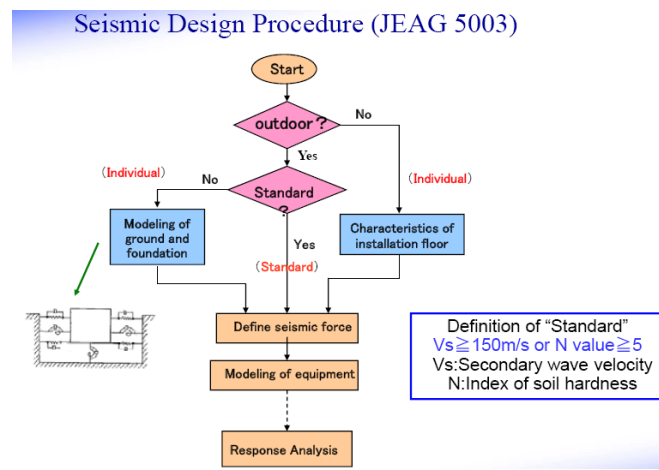 Seismic Design Procedure (JEAG 5003)
Start
outdoor？
No
Yes
(Individual)
No
Standard
?
(Individual)
Modeling of
ground and
foundation
Yes
(Standard)
Characteristics of
installation floor
Define seismic force
Modeling of equipment
Response Analysis
Definition of “Standard”
Vs≧150m/s or N value≧5
Vs:Secondary wave velocity
N:Index of soil hardness